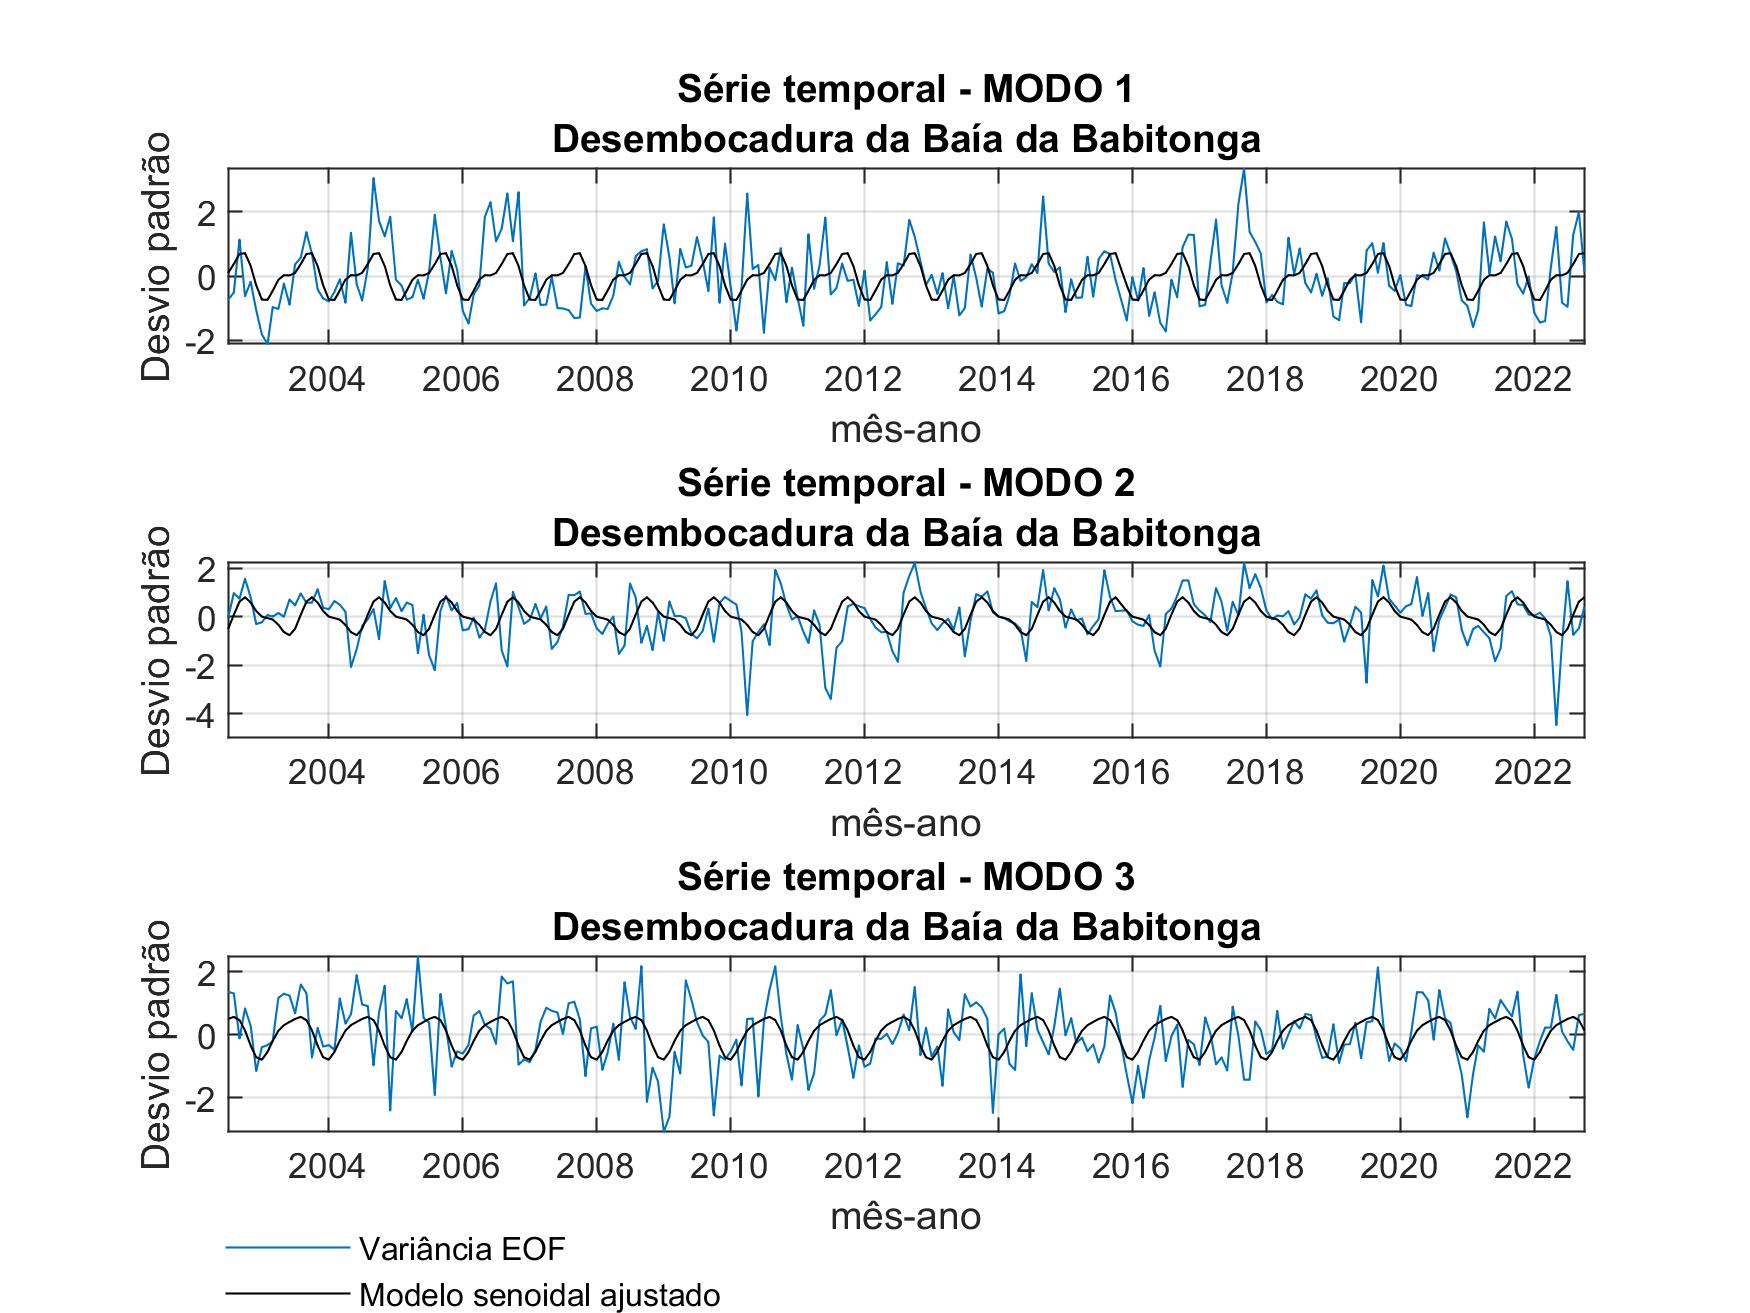 Série temporal - MODO 1
Desembocadura da Baía da Babitonga
Desvio padrão
2
0
-2
2004 2006 2008 2010 2012 2014 2016 2018 2020 2022
mês-ano
Série temporal - MODO 2
Desembocadura da Baía da Babitonga
Desvio padrão
2
0
-2
-4
2004 2006 2008 2010 2012 2014 2016 2018 2020 2022
mês-ano
Série temporal - MODO 3
Desembocadura da Baía da Babitonga
Desvio padrão
2
0
-2
2004 2006 2008 2010 2012 2014 2016 2018 2020 2022
mês-ano
Variância EOF
Modelo senoidal ajustado